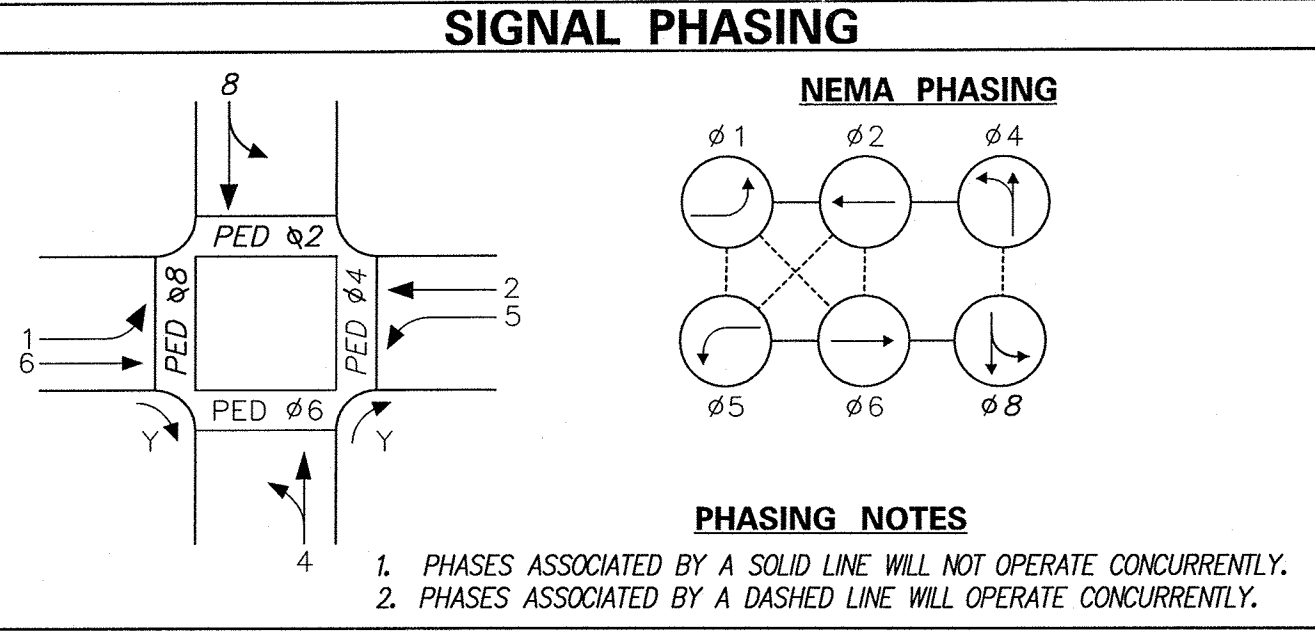 SIGNAL PHASING
8
NEMA PHASING
ø1
ø2
ø4
PED ø2
PED ø8
PED ø4
2
5
1
6
PED ø6
Y
Y
4
ø5
ø6
ø8
PHASING NOTES
1. PHASES ASSOCIATED BY A SOLID LINE WILL NOT OPERATE CONCURRENTLY.
2. PHASES ASSOCIATED BY A DASHED LINE WILL OPERATE CONCURRENTLY.